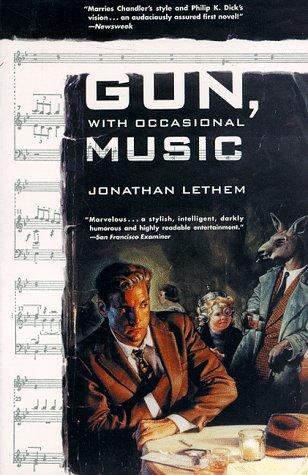 "Marries Chandler's style and Philip K. Dick's
vision . . . an audaciously assured first novel!"
—Newsweek
GUN,
WITH OCCASIONAL
MUSIC
JONATHAN LETHEM
"Marvelous . . . a stylish, intelligent, darkly
humorous and highly readable entertainment."
—San Francisco Examiner